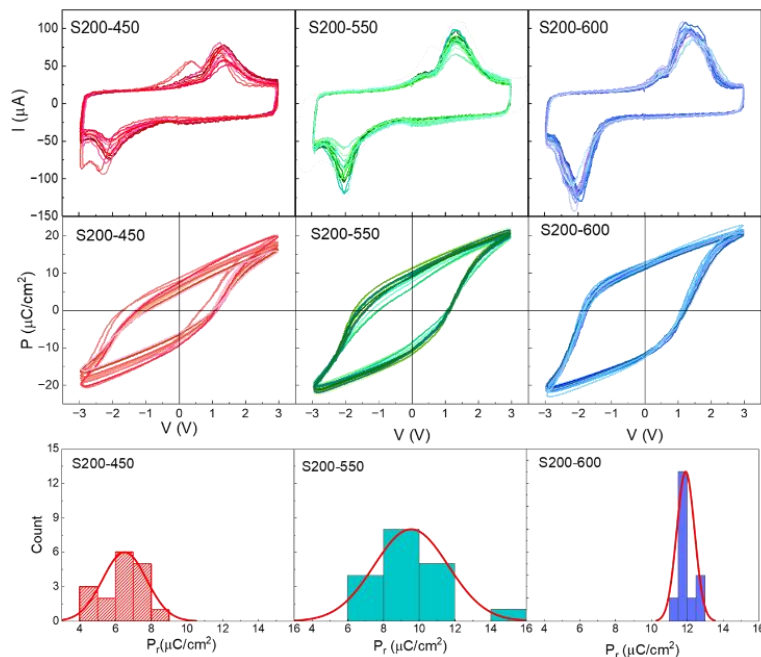 S200-450
S200-550
S200-600
100
50
0
−50
−100
−150
I (μA)
S200-450
S200-550
S200-600
20
10
0
−10
−20
P (μC/cm²)
−3 −2 −1 0 1 2 3
−3 −2 −1 0 1 2 3
−3 −2 −1 0 1 2 3
V (V)
V (V)
V (V)
15
12
9
6
3
0
Count
S200-450
S200-550
S200-600
4 6 8 10 12 14 16
4 6 8 10 12 14 16
6 8 10 12 14 16
Pr(μC/cm²)
Pr(μC/cm²)
Pr (μC/cm²)